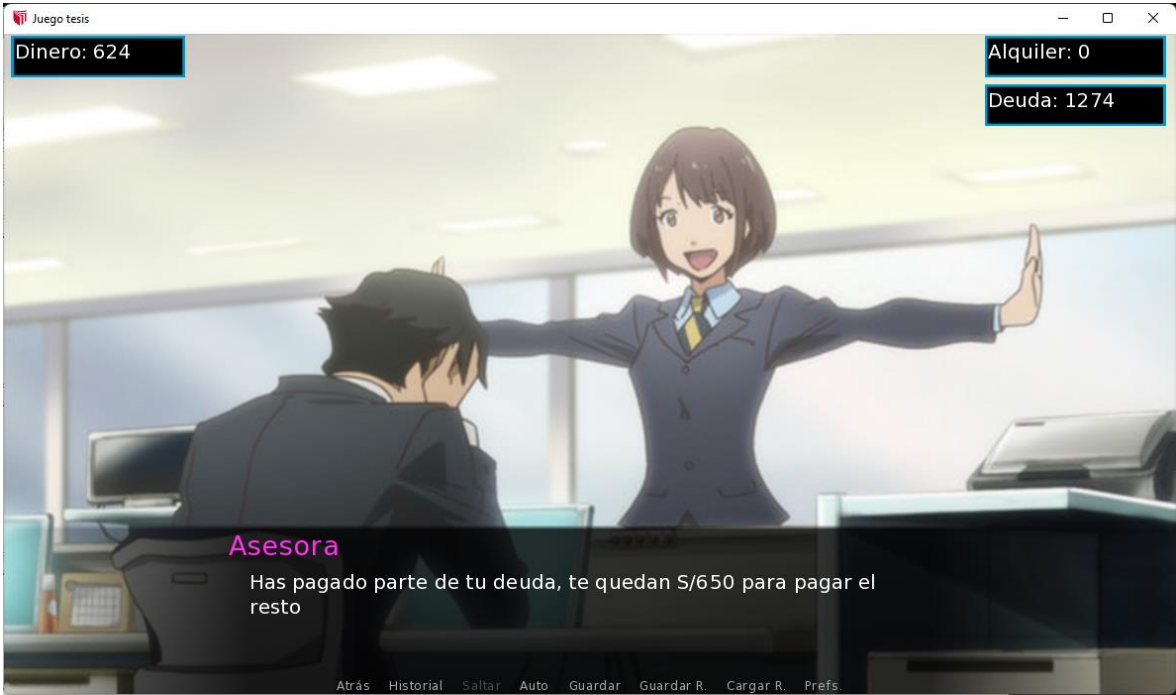 Juego tesis
Dinero: 624
Alquiler: 0
Deuda: 1274
Asesora
Has pagado parte de tu deuda, te quedan S/650 para pagar el
resto
Atrás Historial Saltar Auto Guardar Guardar R. Cargar R. Prefs.